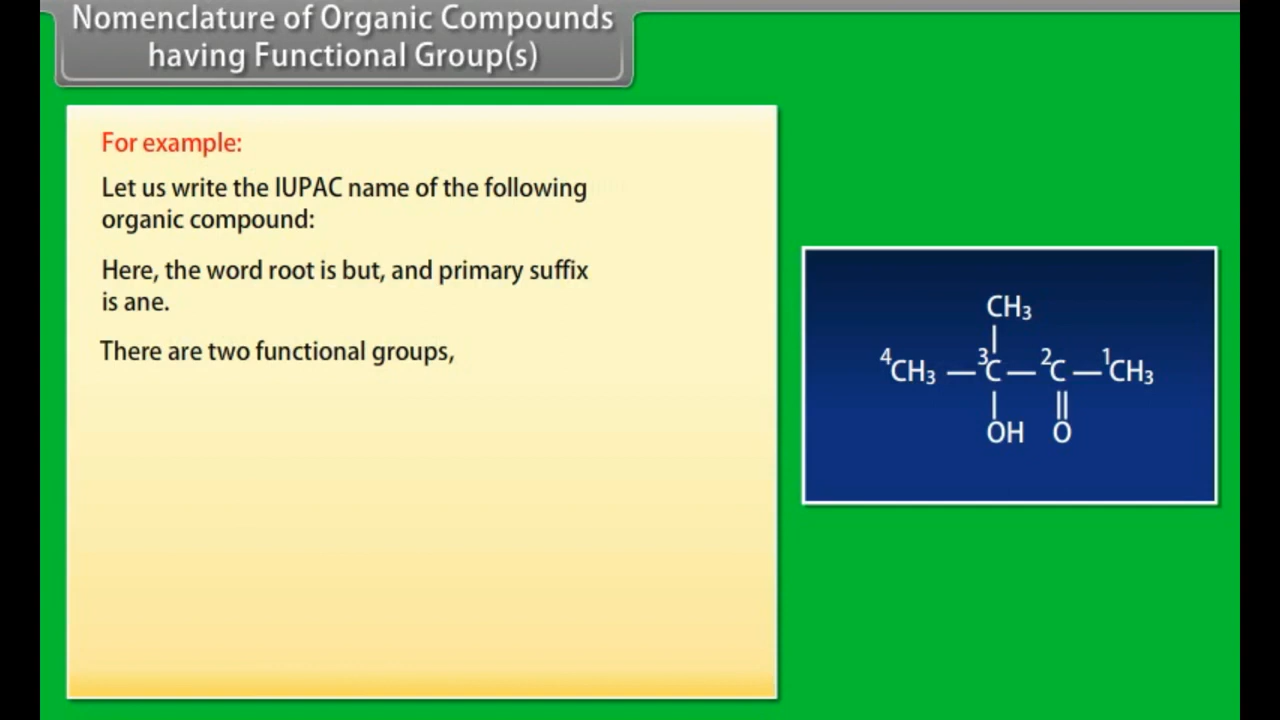 Nomenclature of Organic Compounds
having Functional Group(s)
For example:
Let us write the IUPAC name of the following
organic compound:
Here, the word root is but, and primary suffix
is ane.
There are two functional groups,
CH₃
⁴CH₃ — ³C — ²C — ¹CH₃
OH O